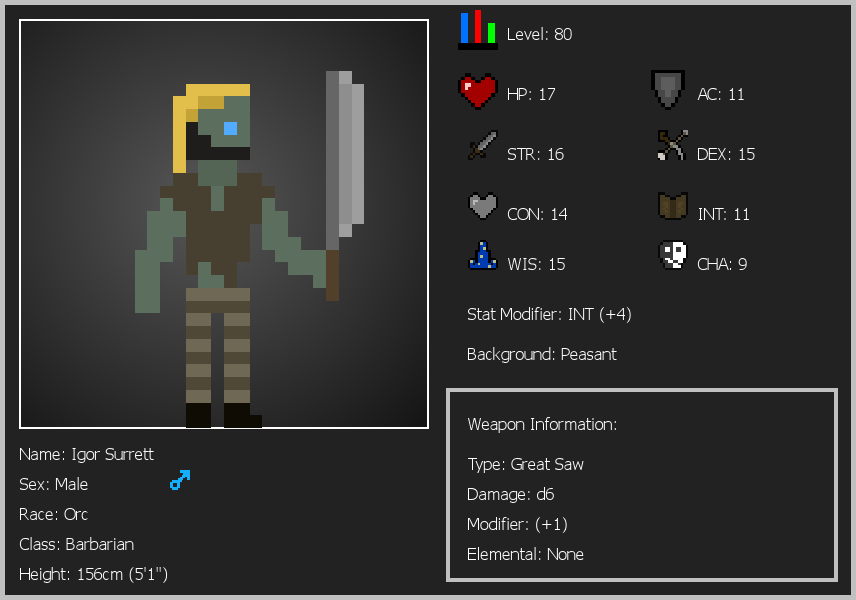 Level: 80
HP: 17
AC: 11
STR: 16
DEX: 15
CON: 14
INT: 11
WIS: 15
CHA: 9
Stat Modifier: INT (+4)
Background: Peasant
Weapon Information:
Type: Great Saw
Damage: d6
Modifier: (+1)
Elemental: None
Name: Igor Surrett
Sex: Male
Race: Orc
Class: Barbarian
Height: 156cm (5'1")